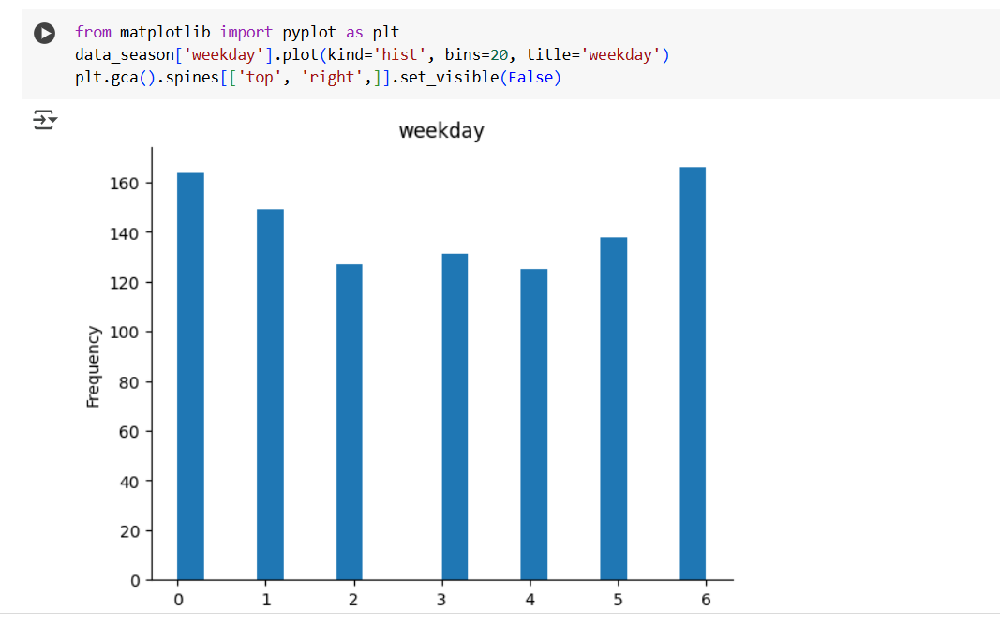 from matplotlib import pyplot as plt
data_season['weekday'].plot(kind='hist', bins=20, title='weekday')
plt.gca().spines[['top', 'right',]].set_visible(False)
weekday
160
140
120
100
80
60
40
20
0
Frequency
0 1 2 3 4 5 6